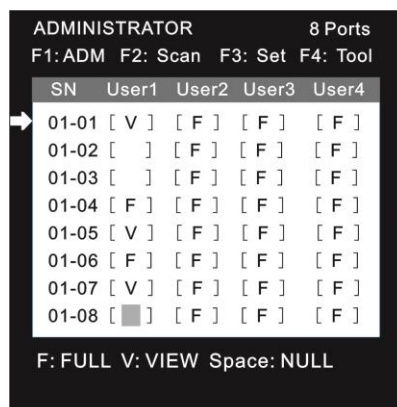 ADMINISTRATOR 8 Ports
F1: ADM F2: Scan F3: Set F4: Tool
SN User1 User2 User3 User4
01-01 [ V ] [ F ] [ F ] [ F ]
01-02 [ ] [ F ] [ F ] [ F ]
01-03 [ ] [ F ] [ F ] [ F ]
01-04 [ F ] [ F ] [ F ] [ F ]
01-05 [ V ] [ F ] [ F ] [ F ]
01-06 [ F ] [ F ] [ F ] [ F ]
01-07 [ V ] [ F ] [ F ] [ F ]
01-08 [ ] [ F ] [ F ] [ F ]
F: FULL V: VIEW Space: NULL